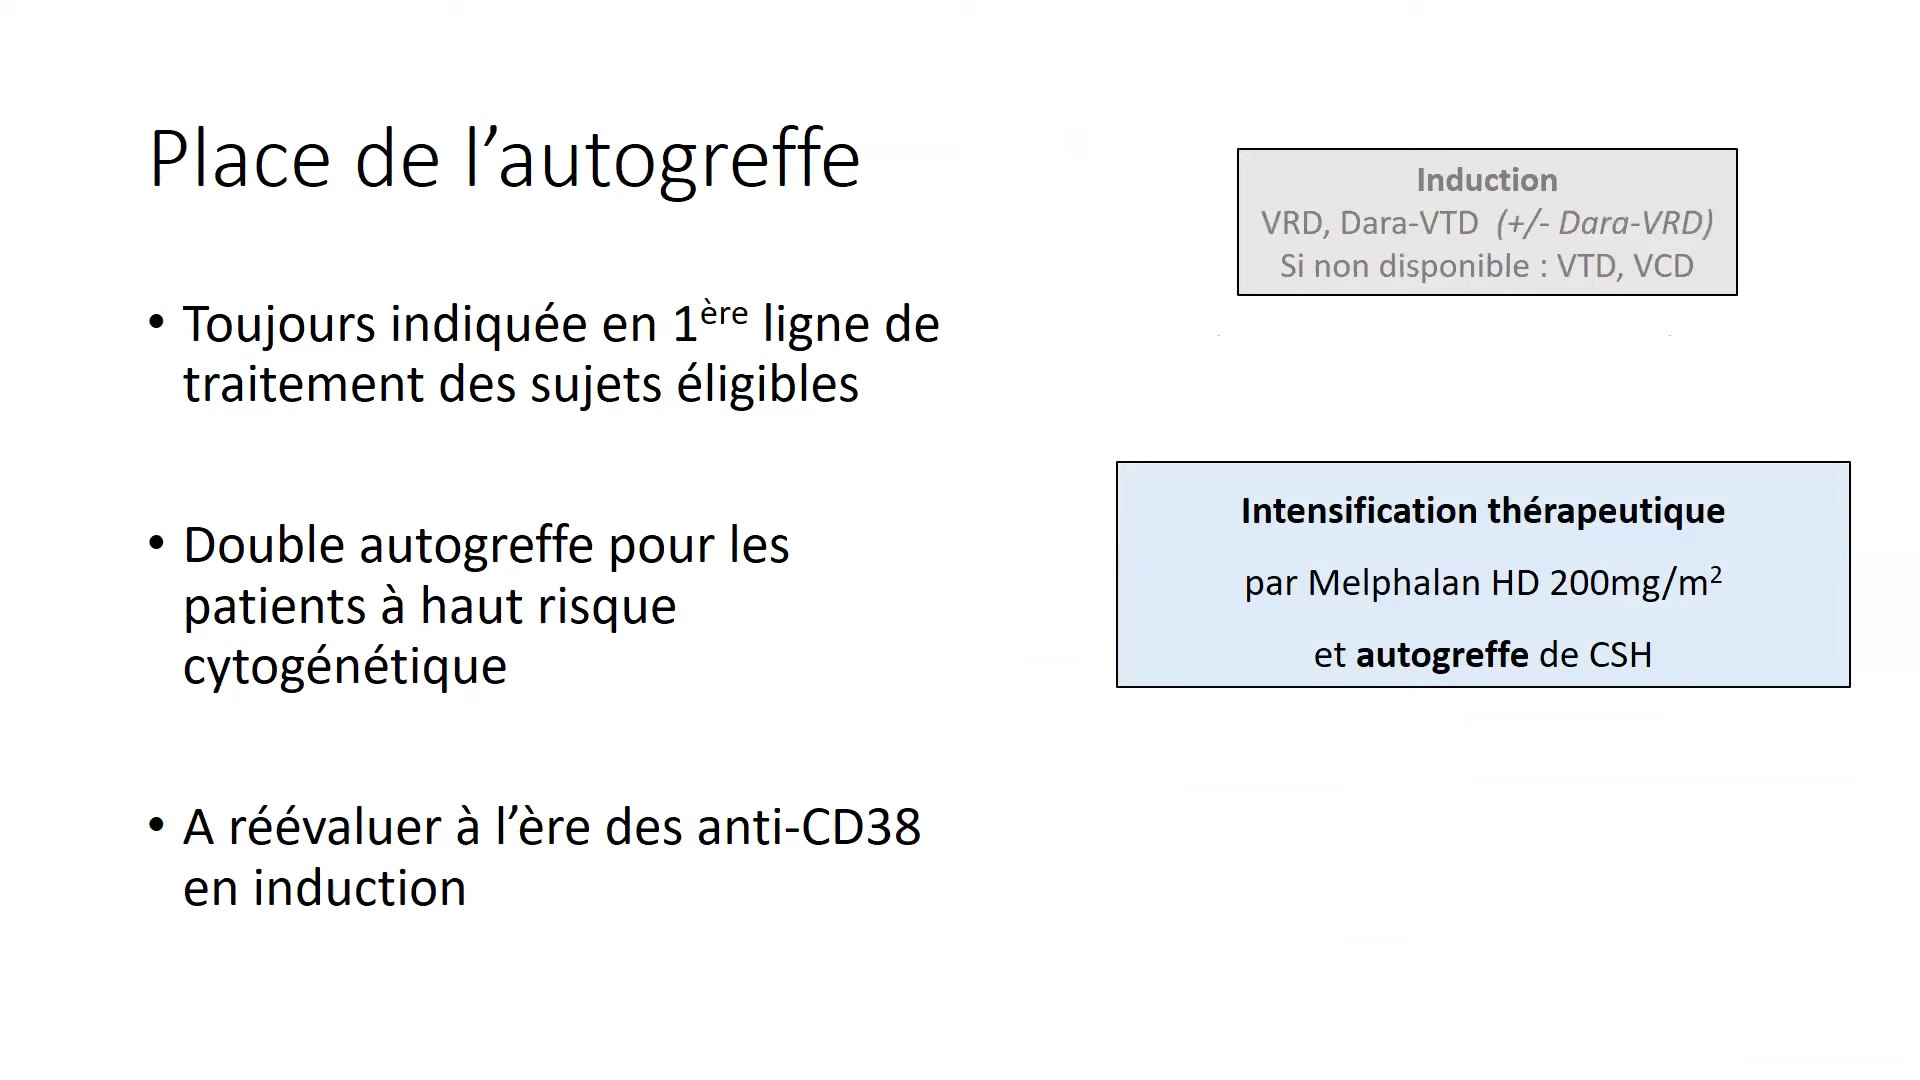 Place de l’autogreffe
• Toujours indiquée en 1ère ligne de
traitement des sujets éligibles
• Double autogreffe pour les
patients à haut risque
cytogénétique
• A réévaluer à l’ère des anti-CD38
en induction
Induction
VRD, Dara-VTD (+/- Dara-VRD)
Si non disponible : VTD, VCD
Intensification thérapeutique
par Melphalan HD 200mg/m²
et autogreffe de CSH